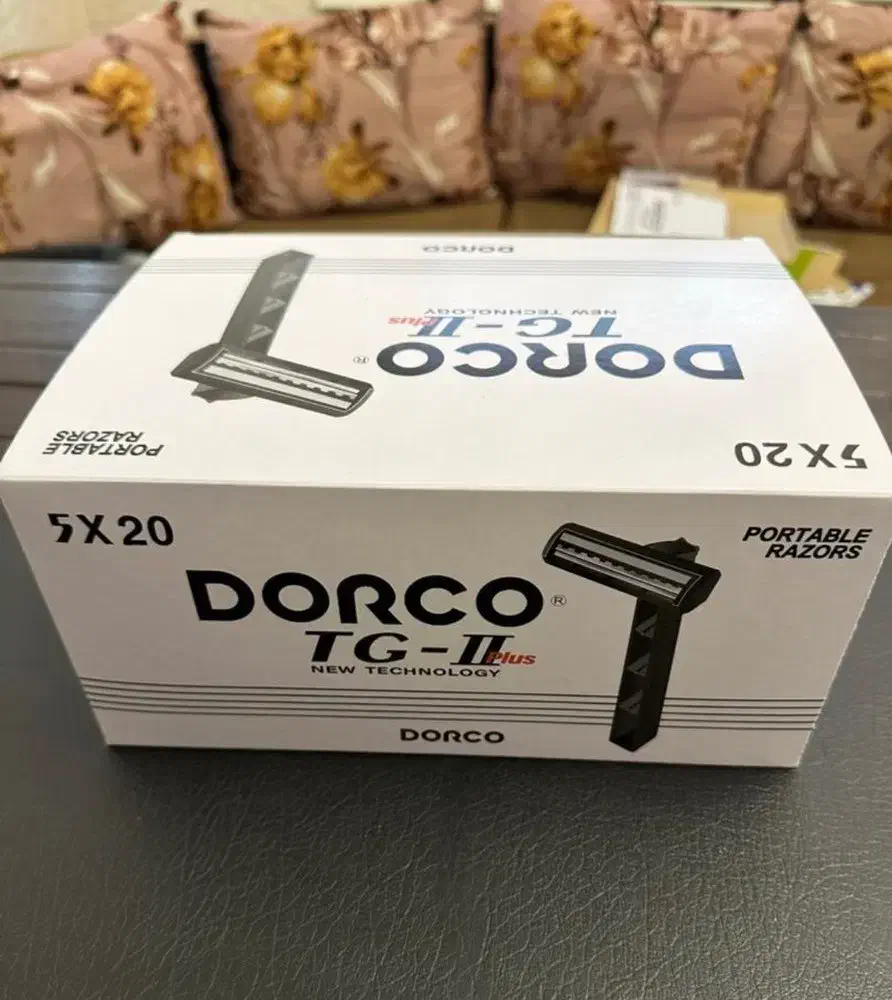 DORCO
NEW TECHNOLOGY
TG-II Plus
DORCO®
PORTABLE
RAZORS
5X20
5X20
PORTABLE
RAZORS
DORCO®
TG-II Plus
NEW TECHNOLOGY
DORCO